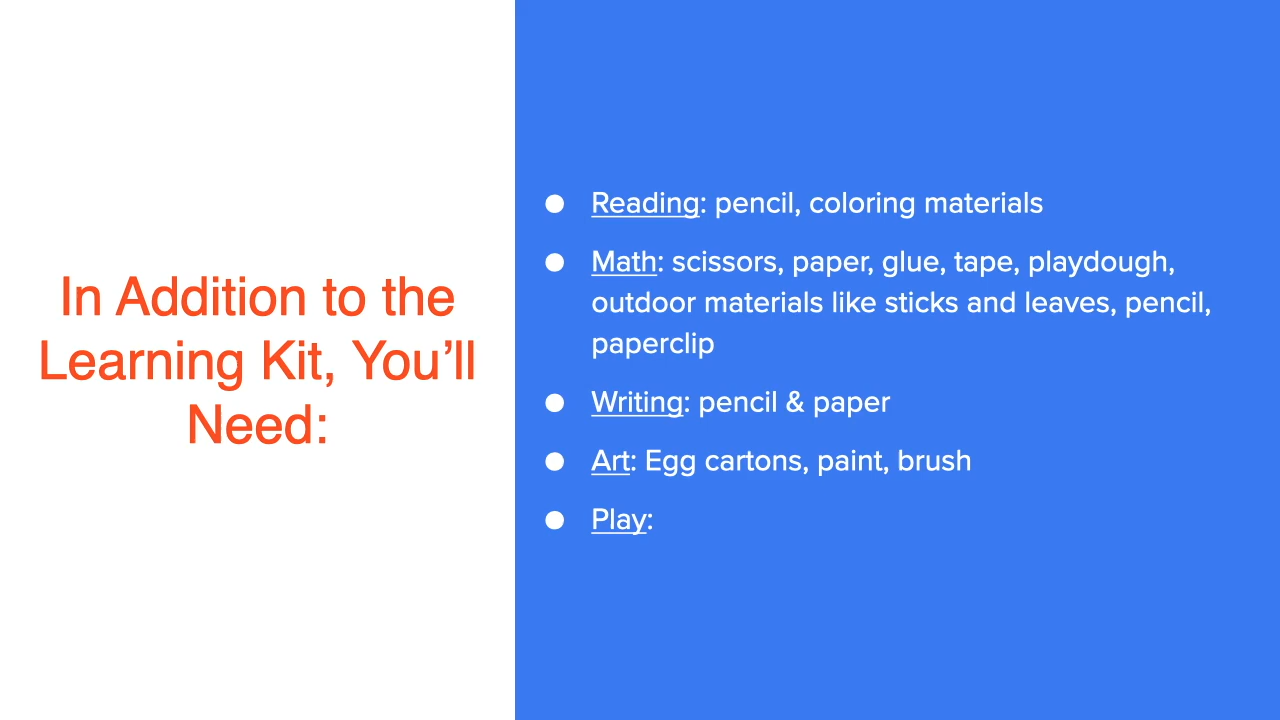 In Addition to the
Learning Kit, You’ll
Need:
● Reading: pencil, coloring materials
● Math: scissors, paper, glue, tape, playdough,
outdoor materials like sticks and leaves, pencil,
paperclip
● Writing: pencil & paper
● Art: Egg cartons, paint, brush
● Play: